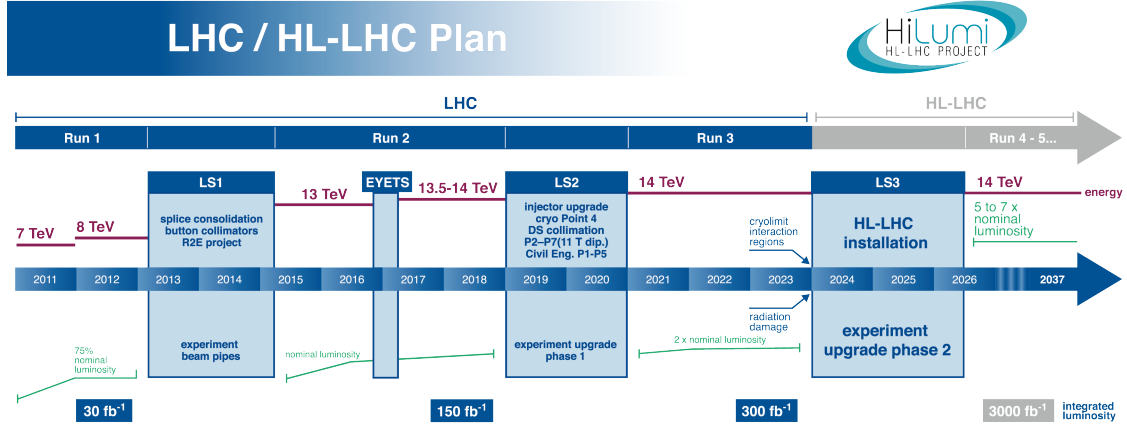 LHC / HL-LHC Plan
HiLumi
HL-LHC PROJECT
LHC
HL-LHC
Run 1
Run 2
Run 3
Run 4 - 5...
LS1
splice consolidation
button collimators
R2E project
EYETS
LS2
injector upgrade
cryo Point 4
DS collimation
P2–P7(11 T dip.)
Civil Eng. P1-P5
LS3
HL-LHC
installation
7 TeV
8 TeV
13 TeV
13.5-14 TeV
14 TeV
14 TeV
energy
5 to 7 x
nominal
luminosity
cryolimit
interaction
regions
2011
2012
2013
2014
2015
2016
2017
2018
2019
2020
2021
2022
2023
2024
2025
2026
2037
radiation
damage
75%
nominal
luminosity
experiment
beam pipes
nominal luminosity
experiment upgrade
phase 1
2 x nominal luminosity
experiment
upgrade phase 2
30 fb⁻¹
150 fb⁻¹
300 fb⁻¹
3000 fb⁻¹
integrated
luminosity